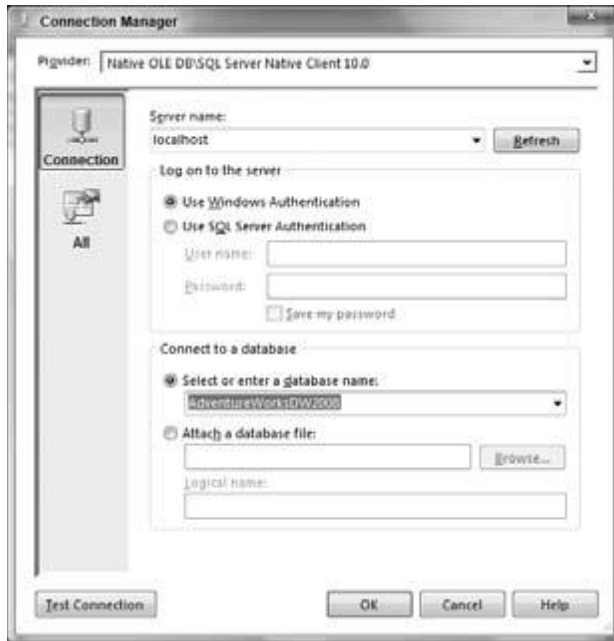 Connection Manager
Provider: Native OLE DB\SQL Server Native Client 10.0
Connection
All
Server name:
localhost
Refresh
Log on to the server
Use Windows Authentication
Use SQL Server Authentication
User name:
Password:
Save my password
Connect to a database
Select or enter a database name:
AdventureWorksDW2008
Attach a database file:
Browse...
Logical name:
Test Connection
OK
Cancel
Help